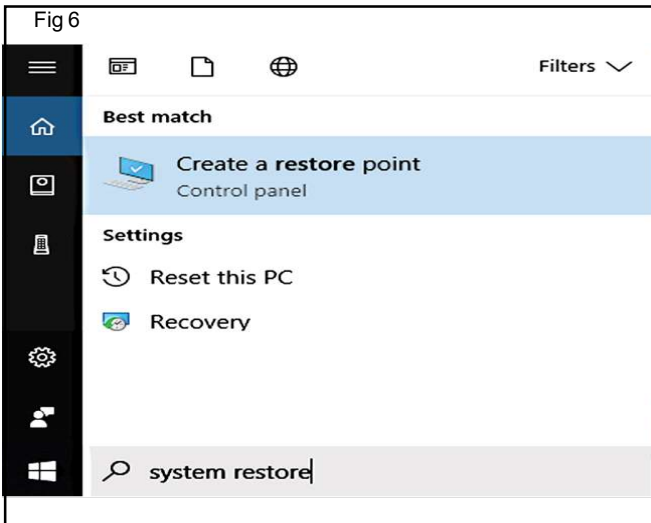 Fig 6
Filters
Best match
Create a restore point
Control panel
Settings
Reset this PC
Recovery
system restore